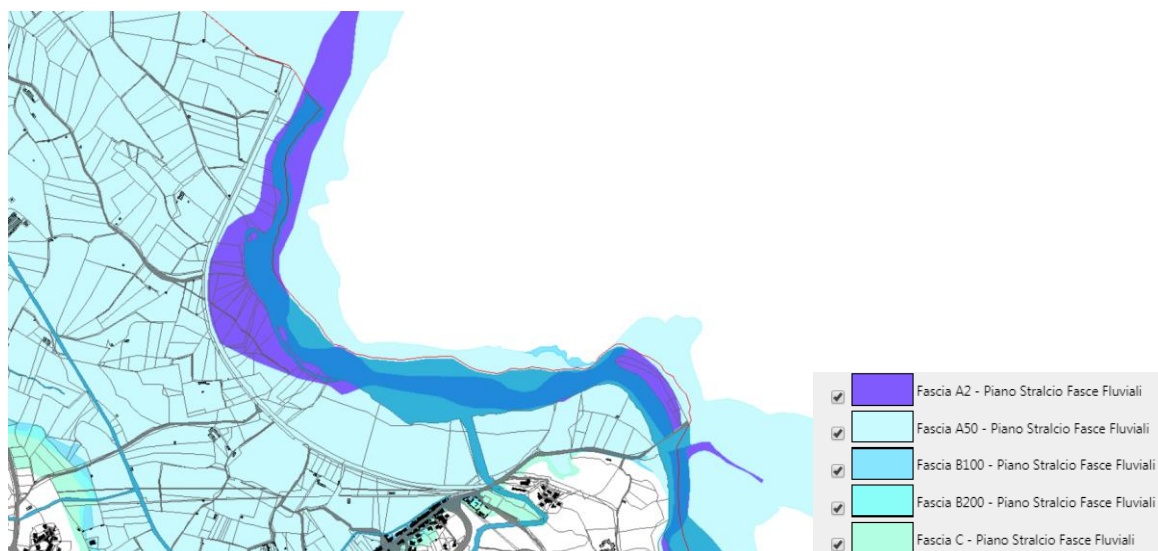 Fascia A2 - Piano Stralcio Fasce Fluviali
Fascia A50 - Piano Stralcio Fasce Fluviali
Fascia B100 - Piano Stralcio Fasce Fluviali
Fascia B200 - Piano Stralcio Fasce Fluviali
Fascia C - Piano Stralcio Fasce Fluviali